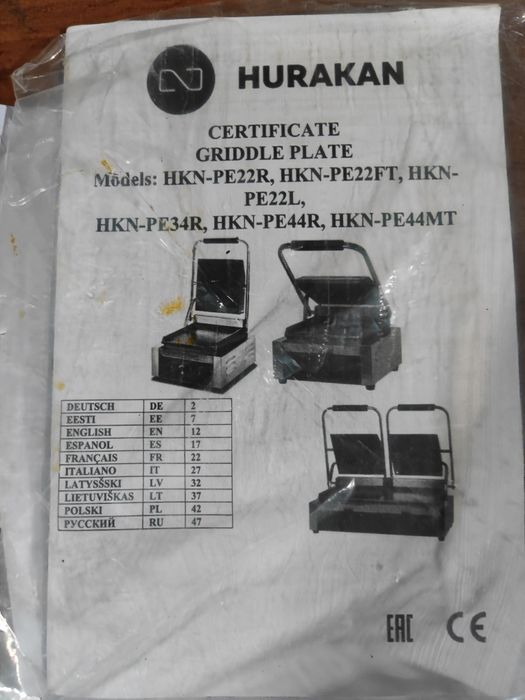 HURAKAN
CERTIFICATE
GRIDDLE PLATE
Models: HKN-PE22R, HKN-PE22FT, HKN-
PE22L,
HKN-PE34R, HKN-PE44R, HKN-PE44MT
DEUTSCH DE 2
EESTI EE 7
ENGLISH EN 12
ESPANOL ES 17
FRANÇAIS FR 22
ITALIANO IT 27
LATYSŠSKI LV 32
LIETUVIŠKAS LT 37
POLSKI PL 42
РУССКИЙ RU 47
EAC CE